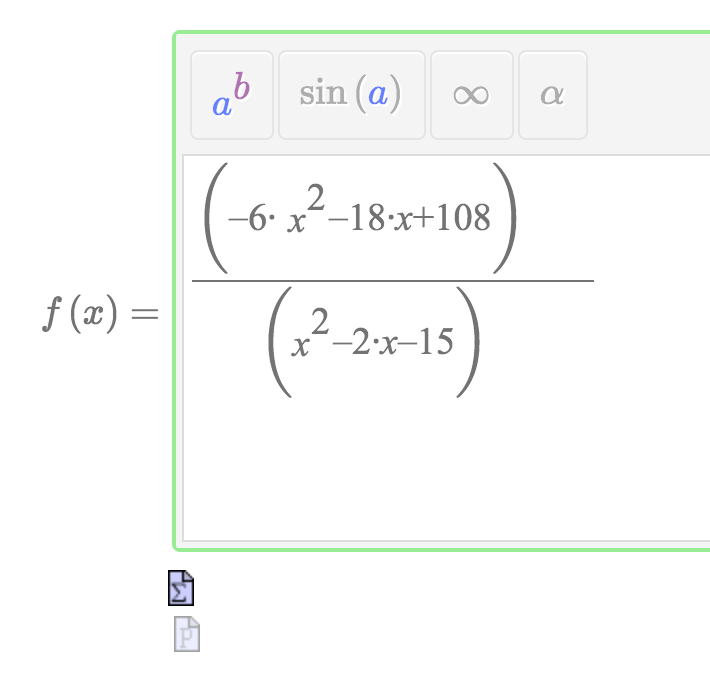 a^b sin (a) ∞ α
f (x) =
(–6· x^2–18·x+108)
(x^2–2·x–15)
Σ
P